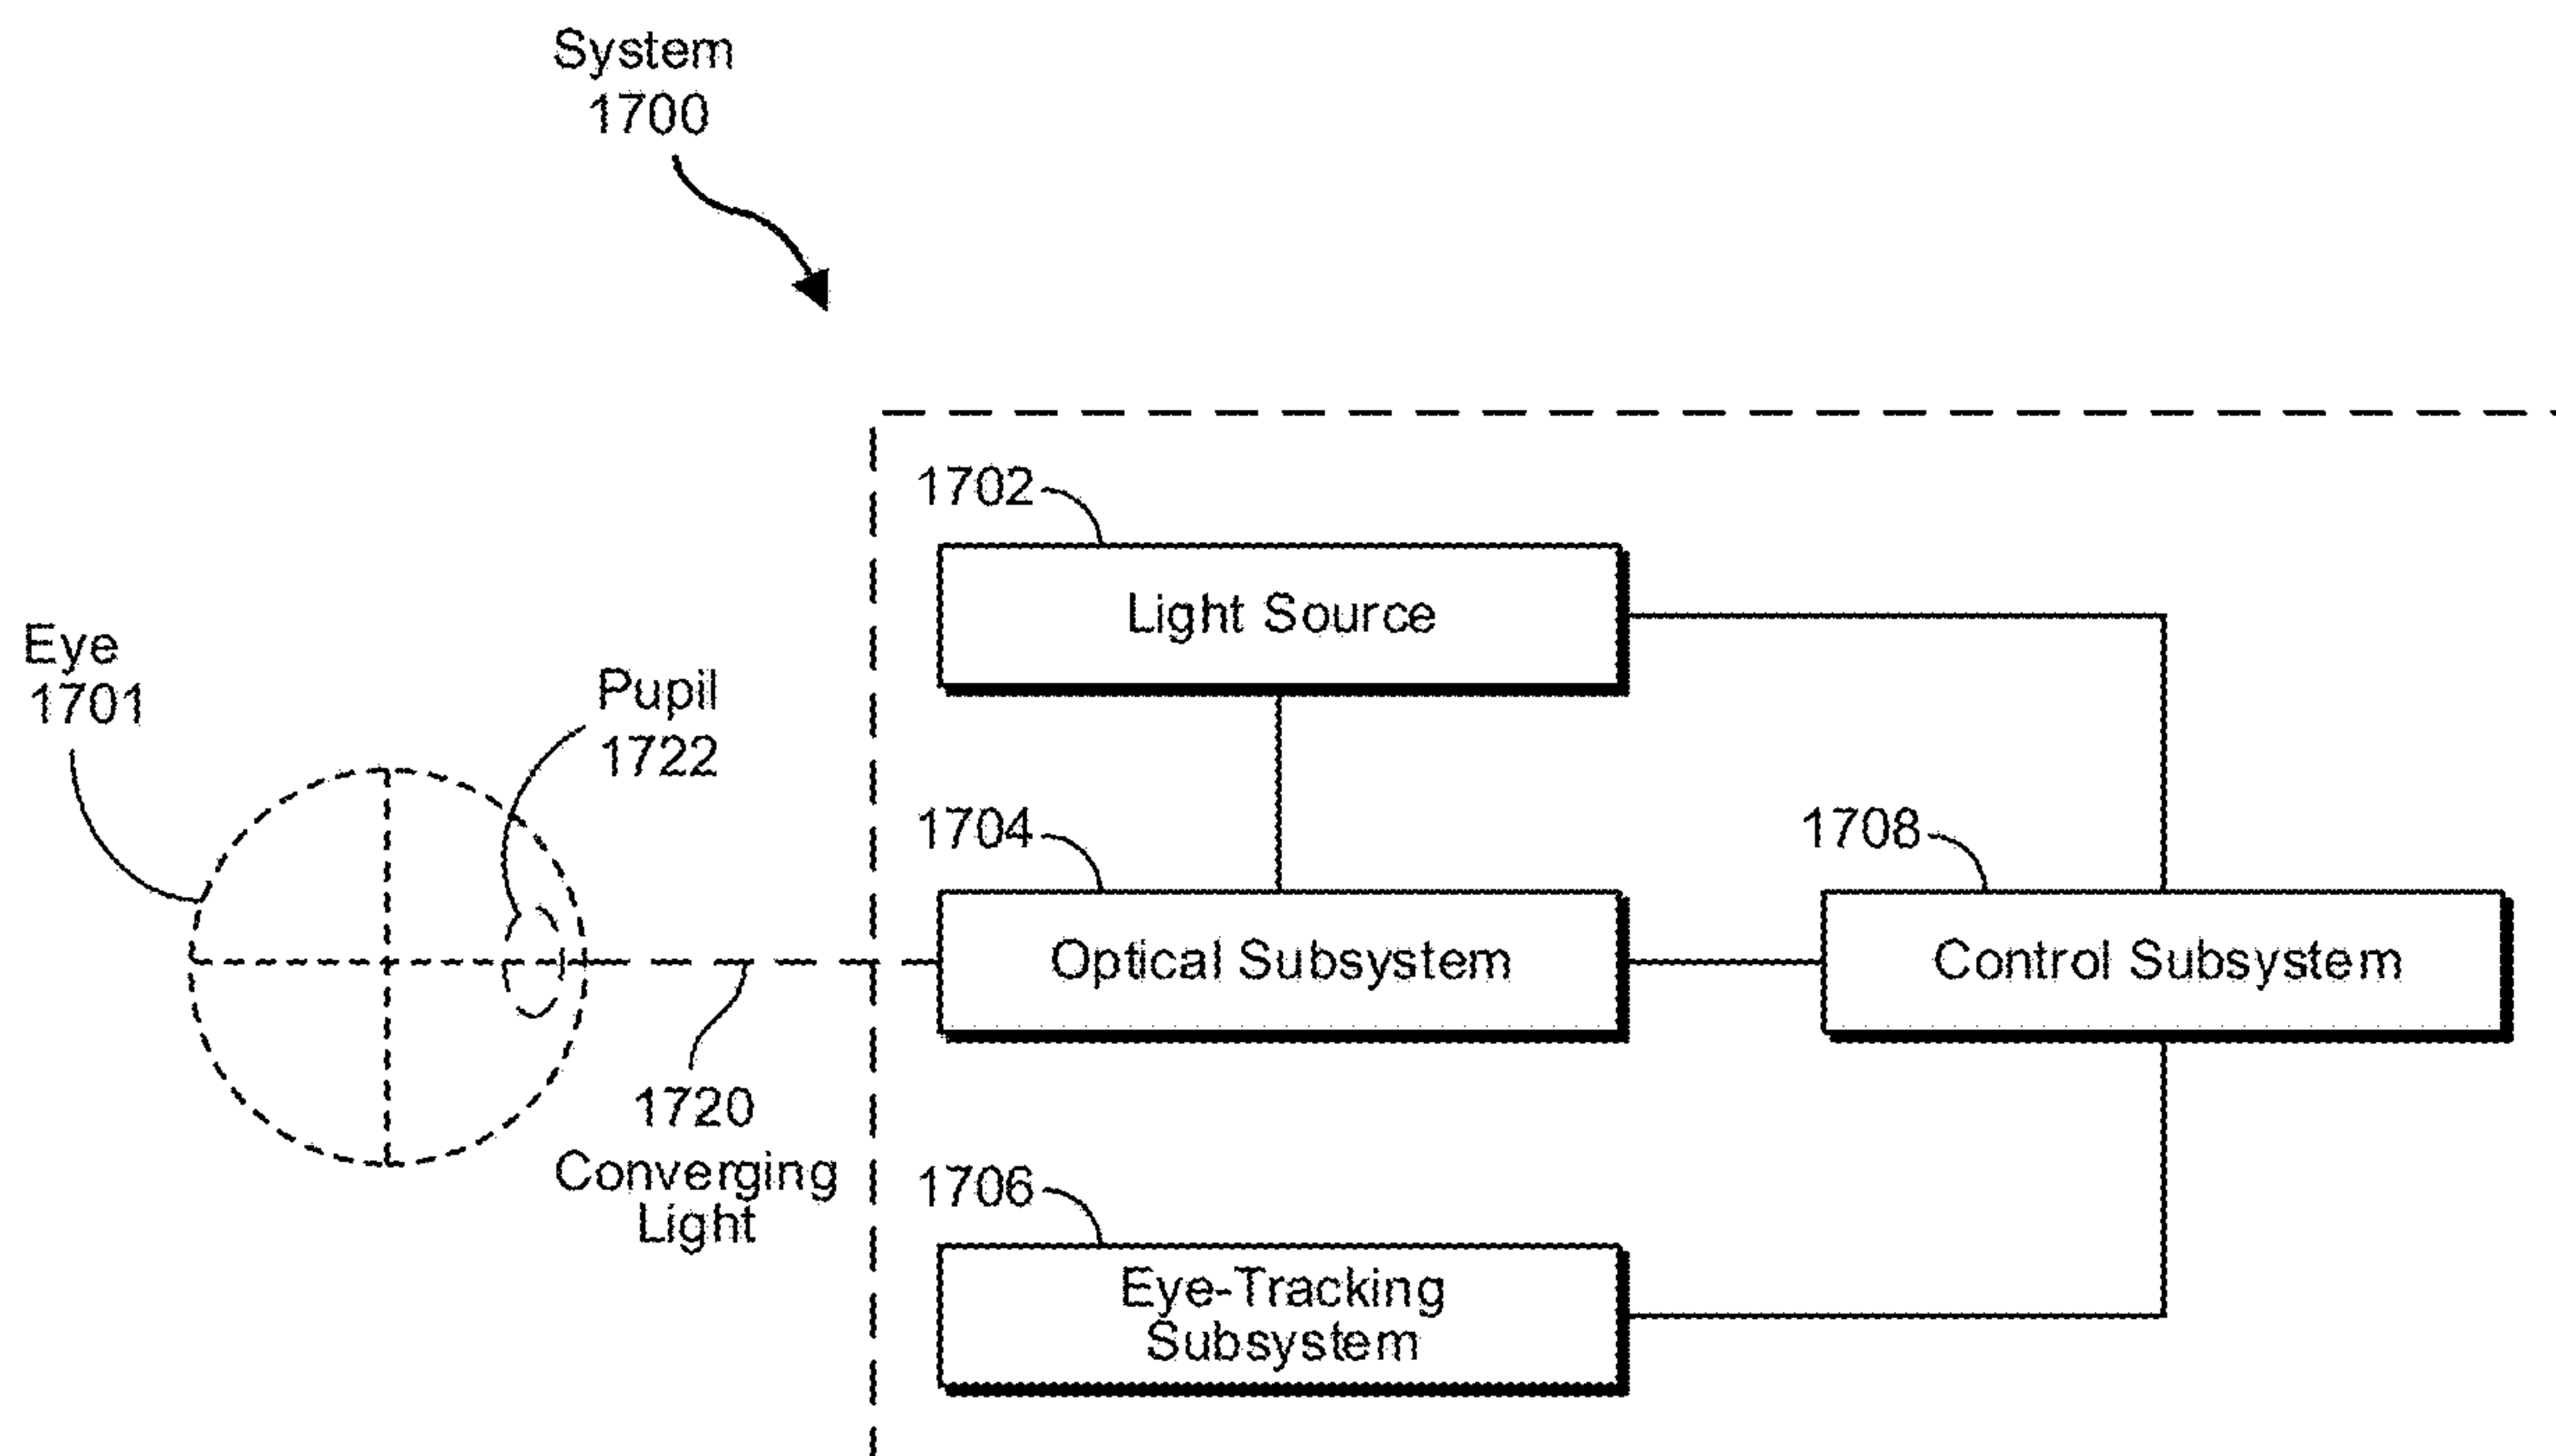 System
1700
1702
Light Source
Eye
1701
Pupil
1722
1704
Optical Subsystem
1708
Control Subsystem
1720
Converging
Light
1706
Eye-Tracking
Subsystem